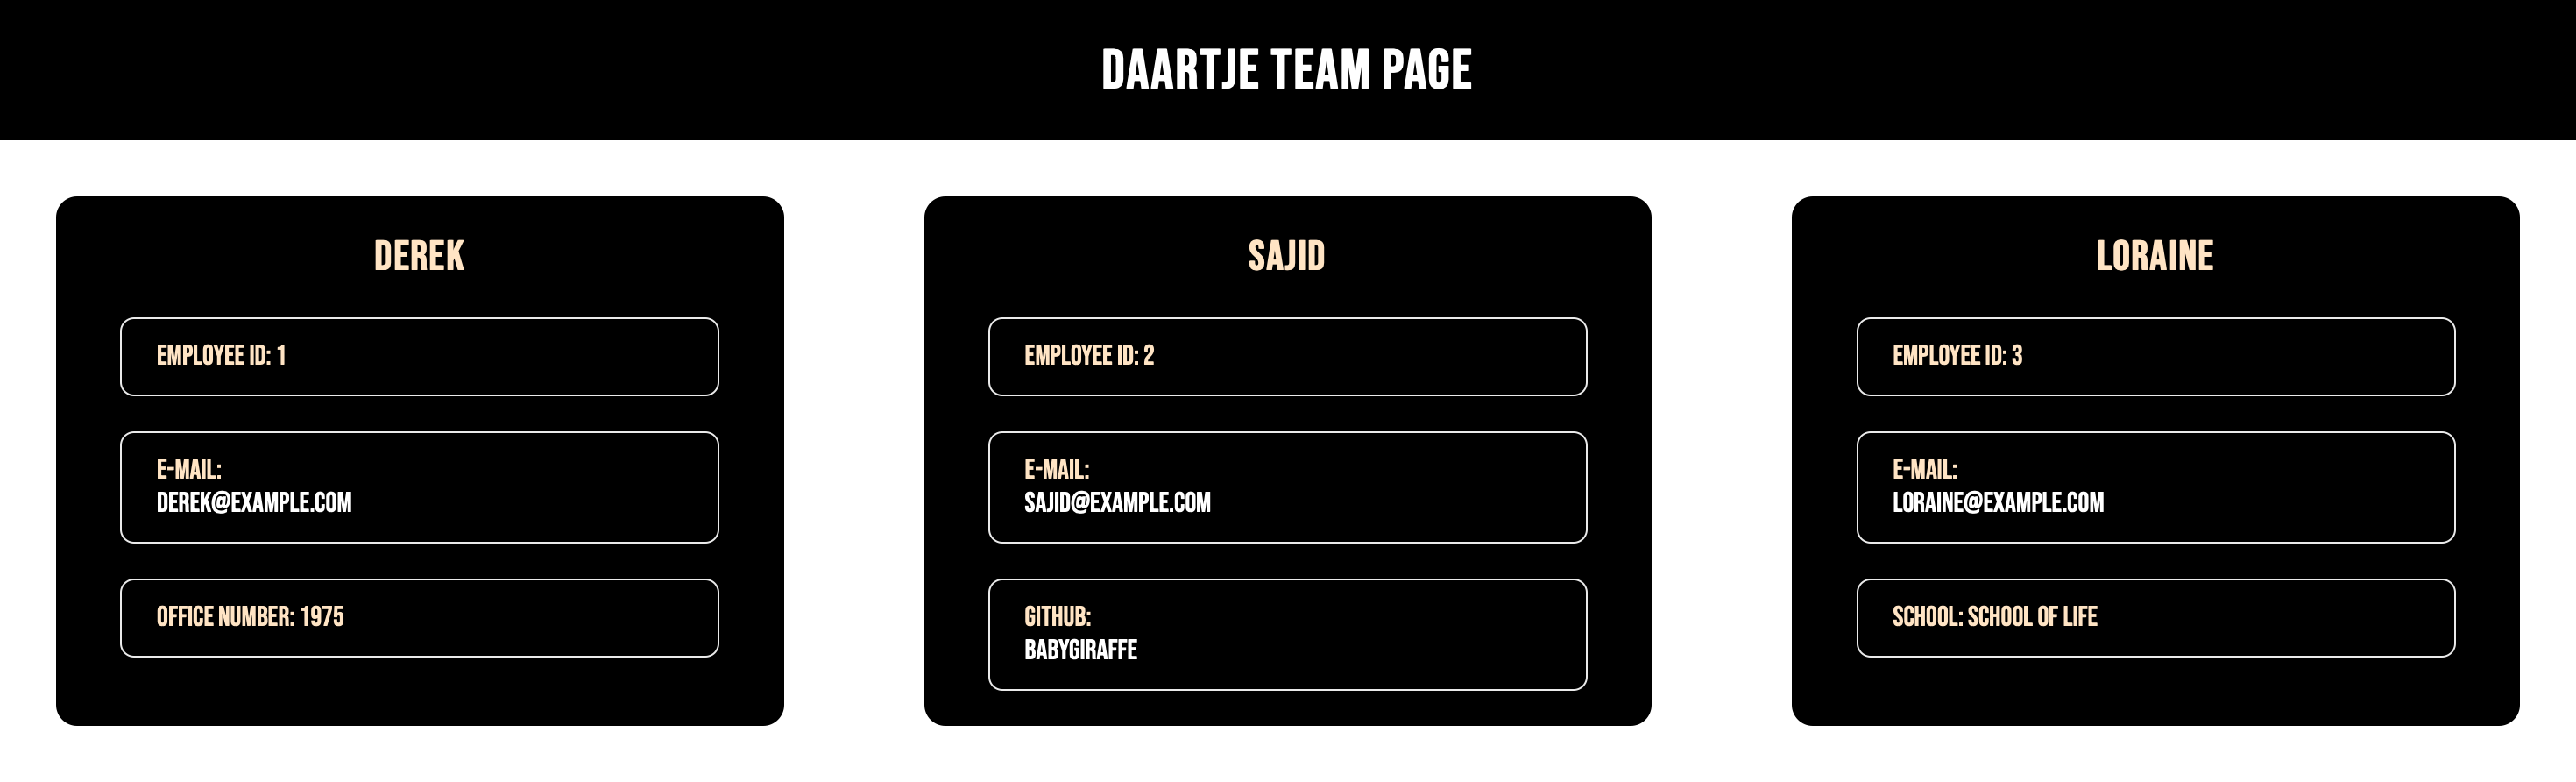 DAARTJE TEAM PAGE
DEREK
EMPLOYEE ID: 1
E-MAIL:
DEREK@EXAMPLE.COM
OFFICE NUMBER: 1975
SAJID
EMPLOYEE ID: 2
E-MAIL:
SAJID@EXAMPLE.COM
GITHUB:
BABYGIRAFFE
LORAINE
EMPLOYEE ID: 3
E-MAIL:
LORAINE@EXAMPLE.COM
SCHOOL: SCHOOL OF LIFE